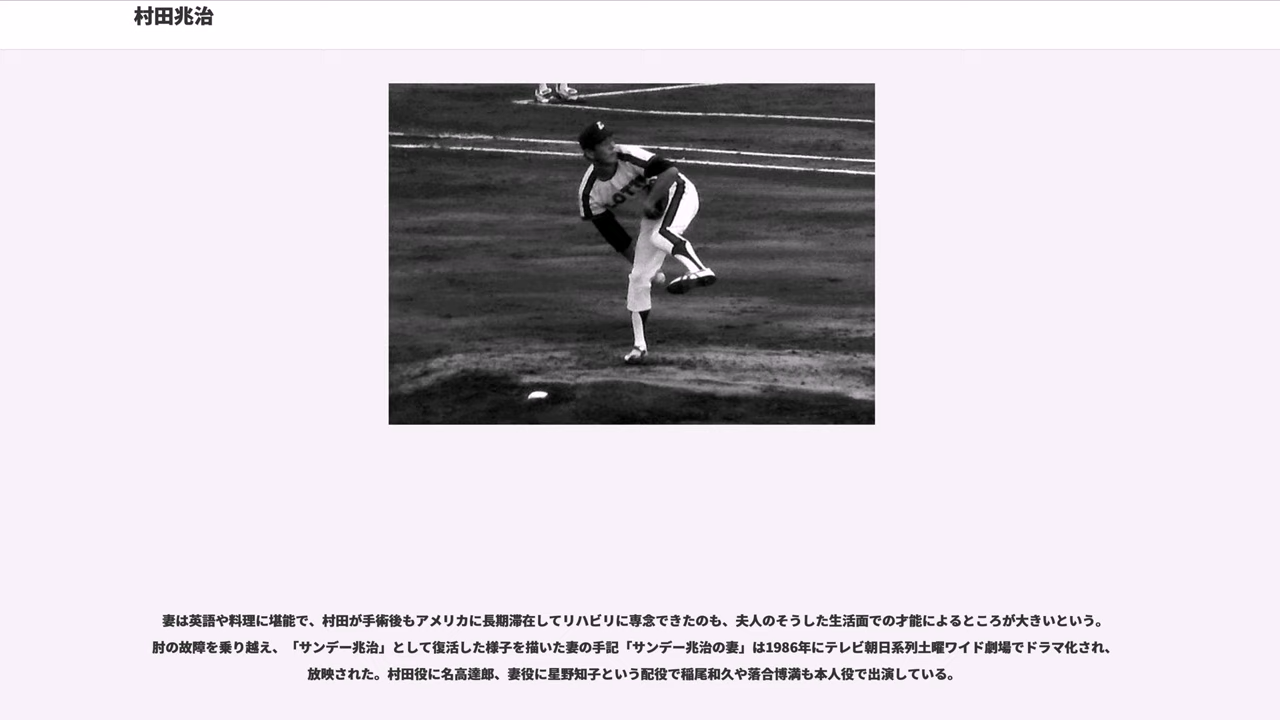 村田兆治
LOTTE
妻は英語や料理に堪能で、村田が手術後もアメリカに長期滞在してリハビリに専念できたのも、夫人のそうした生活面での才能によるところが大きいという。
肘の故障を乗り越え、「サンデー兆治」として復活した様子を描いた妻の手記「サンデー兆治の妻」は1986年にテレビ朝日系列土曜ワイド劇場でドラマ化され、
放映された。村田役に名高達郎、妻役に星野知子という配役で稲尾和久や落合博満も本人役で出演している。